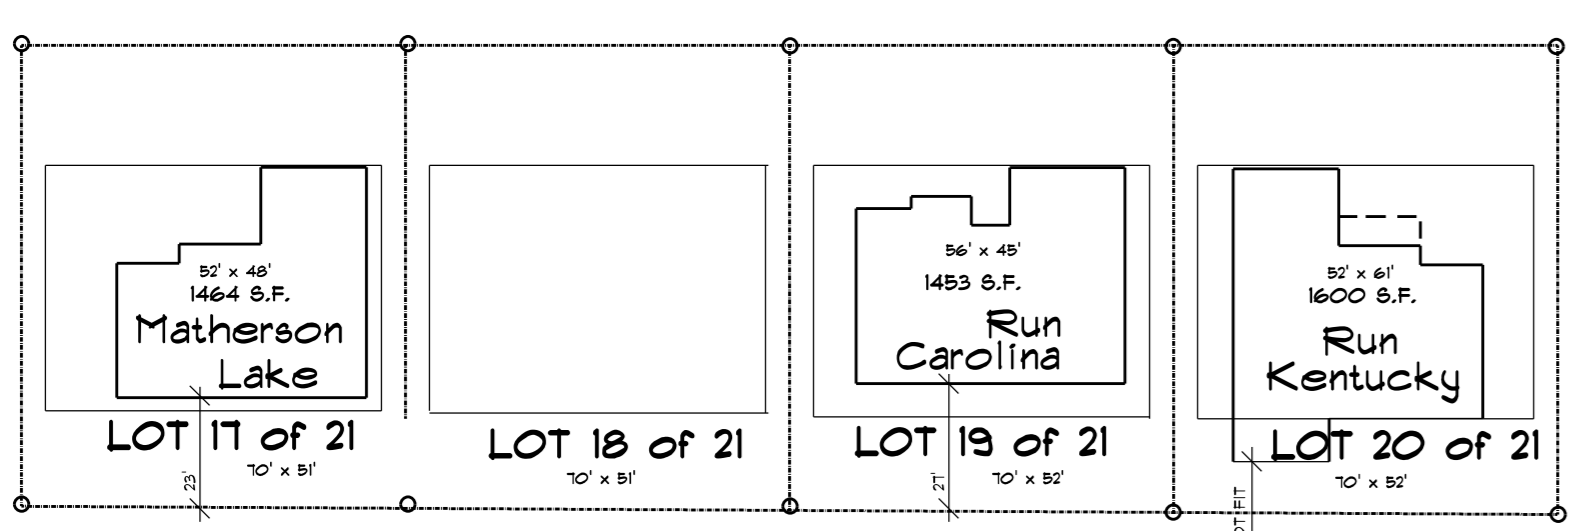 52' x 48'
1464 S.F.
Matherson
Lake
LOT 17 of 21
70' x 51'
23'
LOT 18 of 21
70' x 51'
56' x 45'
1453 S.F.
Run
Carolina
LOT 19 of 21
70' x 52'
27'
52' x 61'
1600 S.F.
Run
Kentucky
LOT 20 of 21
70' x 52'
FIT